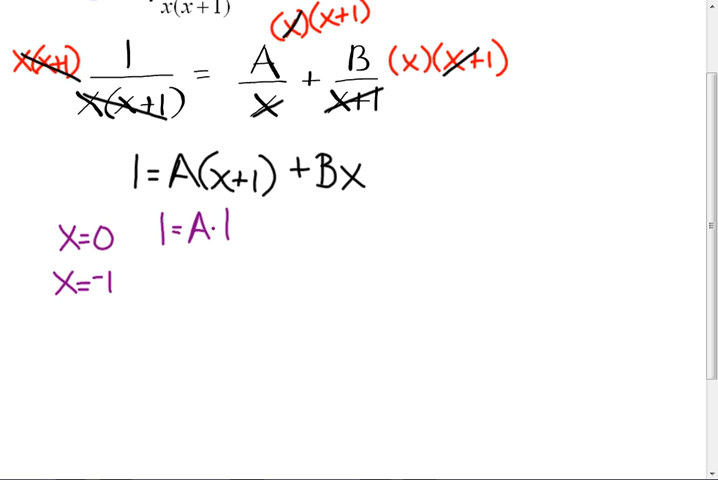 x(x+1)
(x)(x+1)
x(x+1) 1/x(x+1) = A/x + B/x+1 (x)(x+1)
1=A(x+1)+Bx
x=0 1=A·1
x=-1